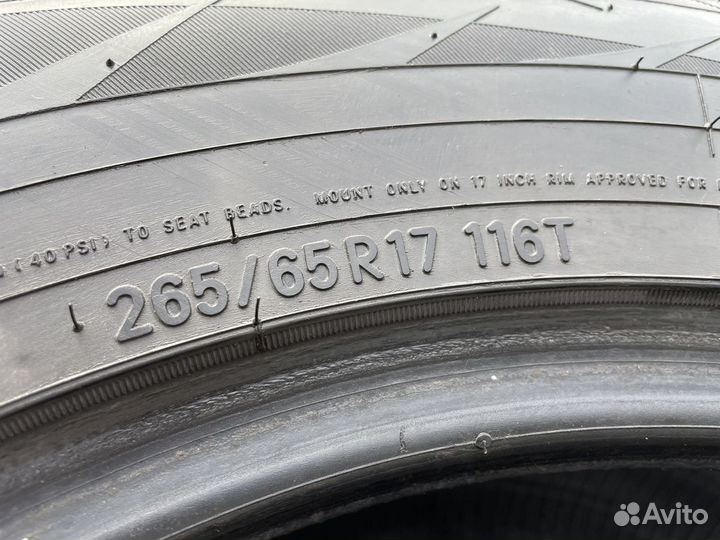 (40 PSI) TO SEAT BEADS. MOUNT ONLY ON 17 INCH RIM APPROVED FOR
265/65R17 116T
Avito